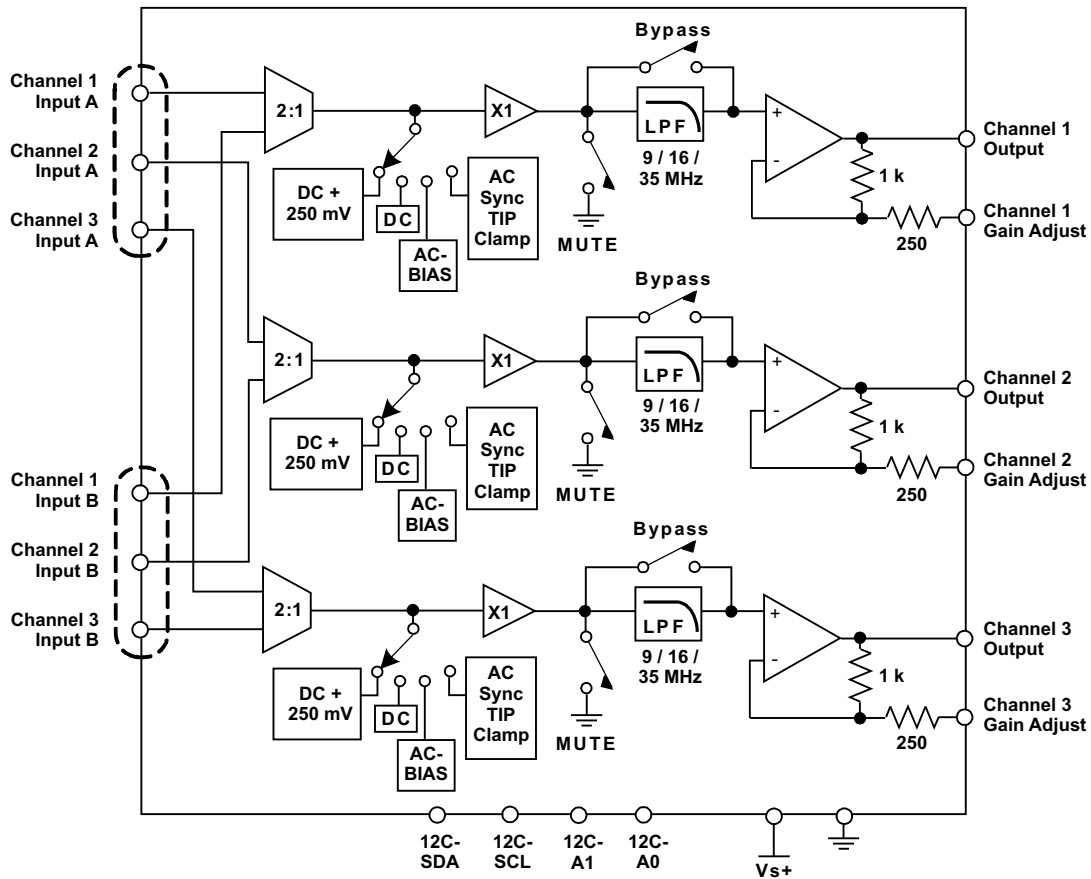 Channel 1
Input A
Channel 2
Input A
Channel 3
Input A
Channel 1
Input B
Channel 2
Input B
Channel 3
Input B
2:1
X1
Bypass
LPF
9 / 16 /
35 MHz
+
-
DC +
250 mV
DC
AC-
BIAS
AC
Sync
TIP
Clamp
MUTE
1 k
250
Channel 1
Output
Channel 1
Gain Adjust
2:1
X1
Bypass
LPF
9 / 16 /
35 MHz
+
-
DC +
250 mV
DC
AC-
BIAS
AC
Sync
TIP
Clamp
MUTE
1 k
250
Channel 2
Output
Channel 2
Gain Adjust
2:1
X1
Bypass
LPF
9 / 16 /
35 MHz
+
-
DC +
250 mV
DC
AC-
BIAS
AC
Sync
TIP
Clamp
MUTE
1 k
250
Channel 3
Output
Channel 3
Gain Adjust
12C-
SDA
12C-
SCL
12C-
A1
12C-
A0
Vs+